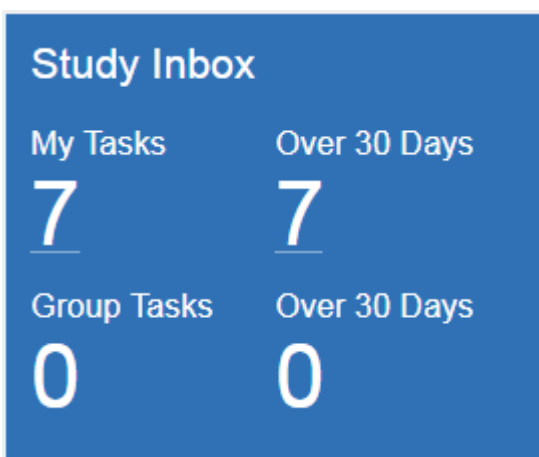 Study Inbox
My Tasks Over 30 Days
7 7
Group Tasks Over 30 Days
0 0